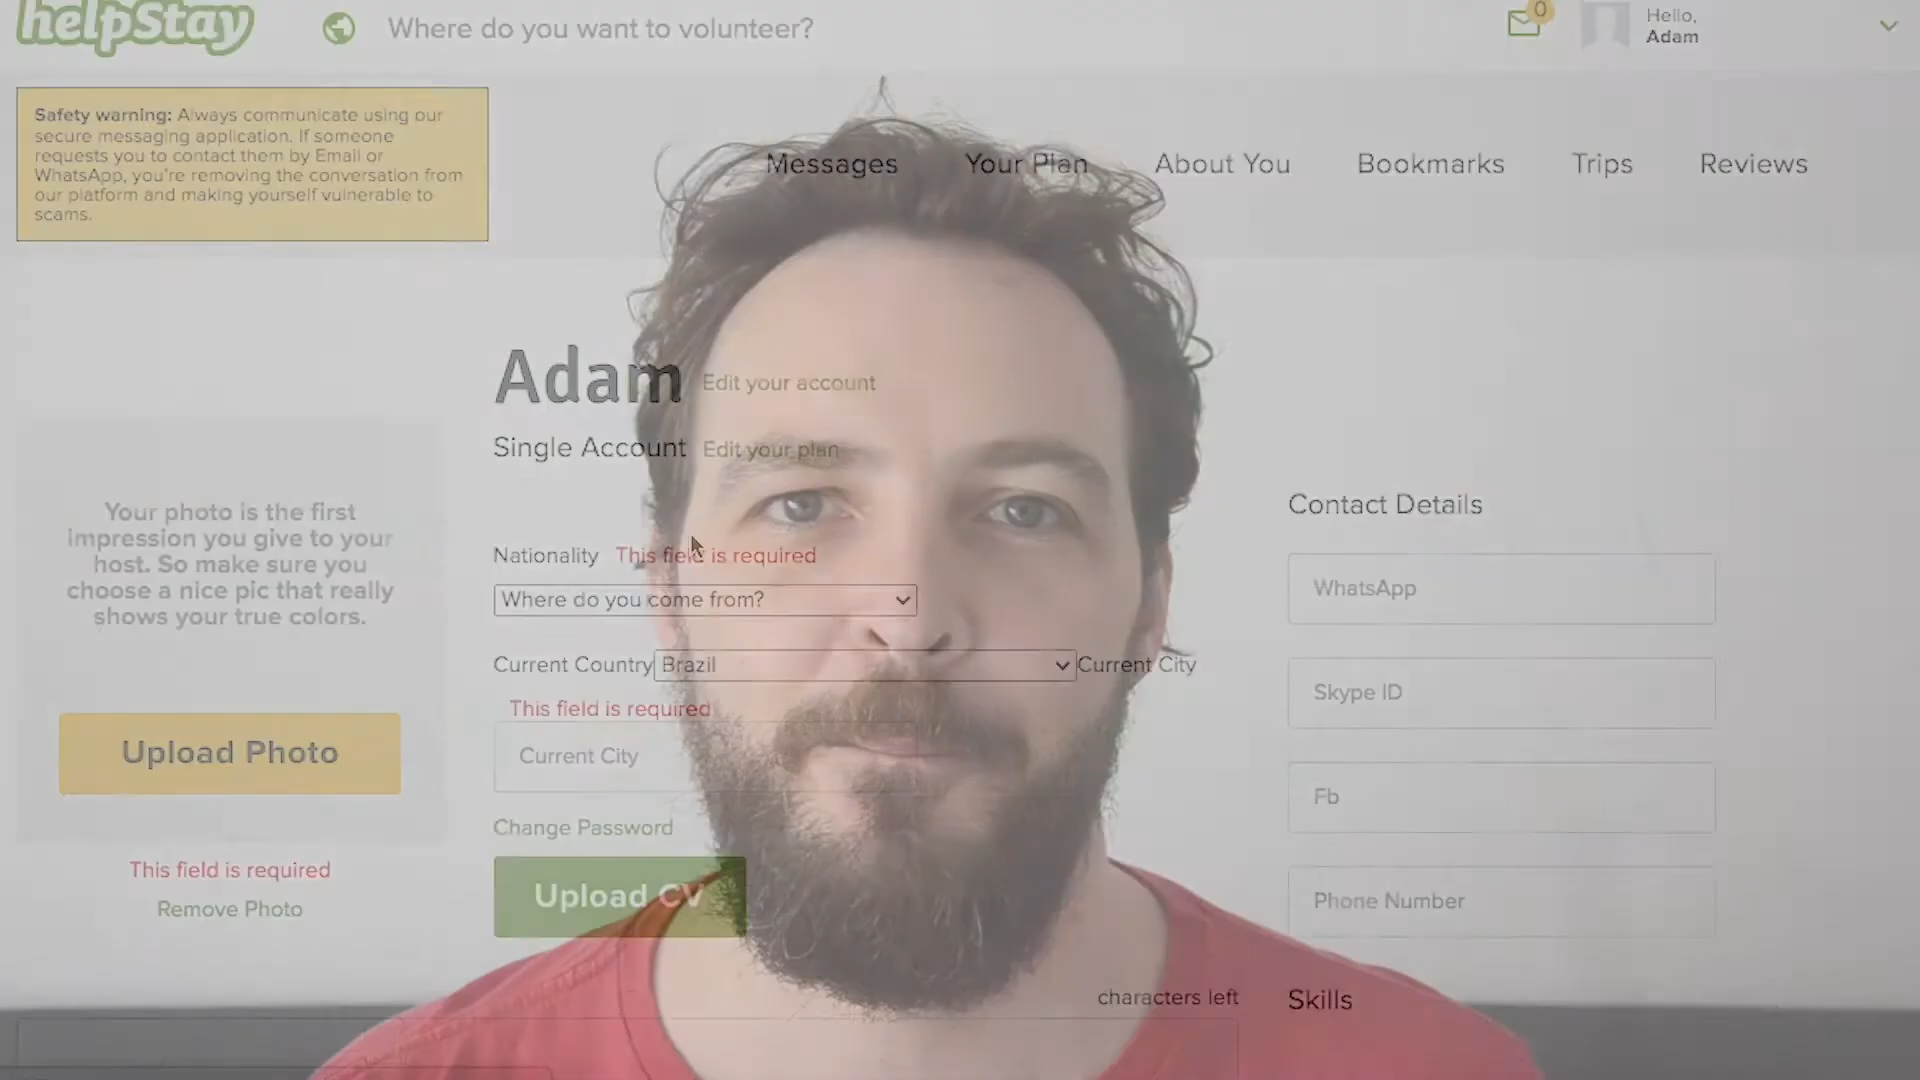 helpStay
Where do you want to volunteer?
0
Hello,
Adam
Safety warning: Always communicate using our
secure messaging application. If someone
requests you to contact them by Email or
WhatsApp, you're removing the conversation from
our platform and making yourself vulnerable to
scams.
Messages
Your Plan
About You
Bookmarks
Trips
Reviews
Adam
Edit your account
Single Account
Edit your plan
Your photo is the first
impression you give to your
host. So make sure you
choose a nice pic that really
shows your true colors.
Upload Photo
This field is required
Remove Photo
Nationality
This field is required
Where do you come from?
Current Country
Brazil
Current City
This field is required
Current City
Change Password
Upload CV
characters left
Contact Details
WhatsApp
Skype ID
Fb
Phone Number
Skills